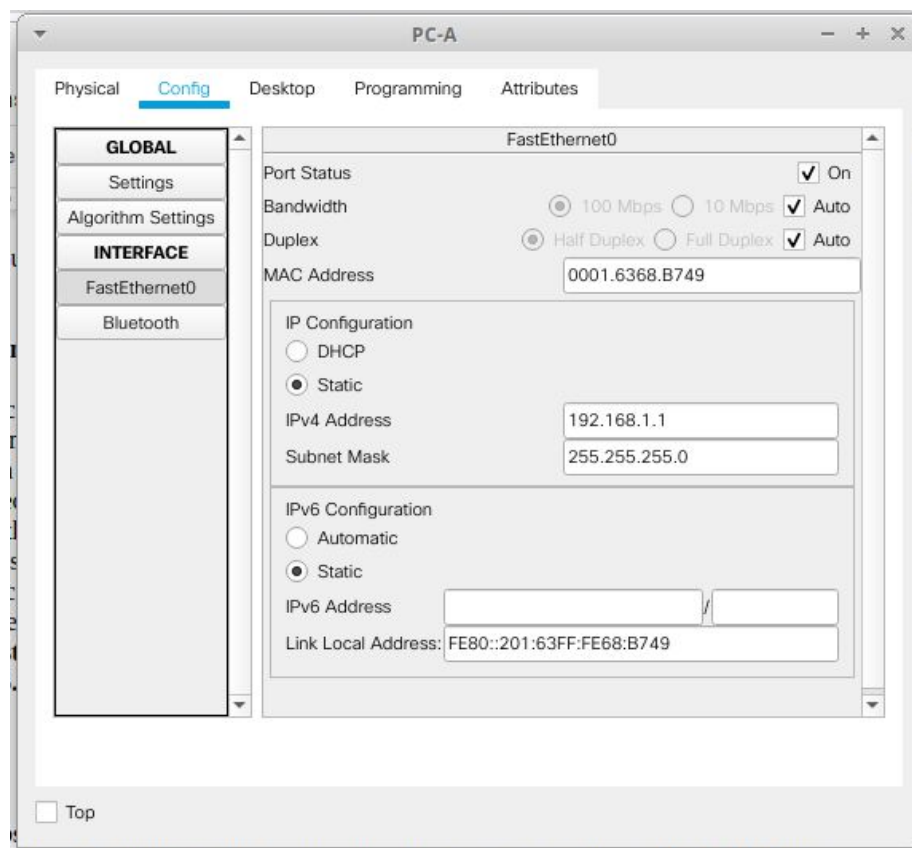 PC-A
Physical Config Desktop Programming Attributes
GLOBAL
Settings
Algorithm Settings
INTERFACE
FastEthernet0
Bluetooth
FastEthernet0
Port Status On
Bandwidth 100 Mbps 10 Mbps Auto
Duplex Half Duplex Full Duplex Auto
MAC Address 0001.6368.B749
IP Configuration
DHCP
Static
IPv4 Address 192.168.1.1
Subnet Mask 255.255.255.0
IPv6 Configuration
Automatic
Static
IPv6 Address /
Link Local Address: FE80::201:63FF:FE68:B749
Top